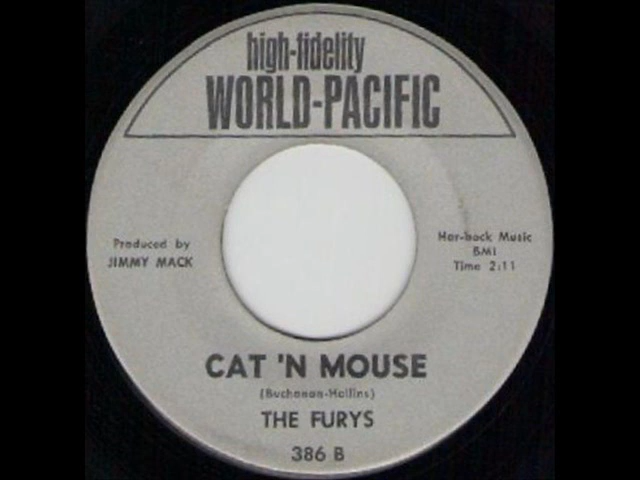 high-fidelity
WORLD-PACIFIC
Produced by
JIMMY MACK
Har-bock Music
BMI
Time 2:11
CAT 'N MOUSE
(Buchanan-Hollins)
THE FURYS
386 B